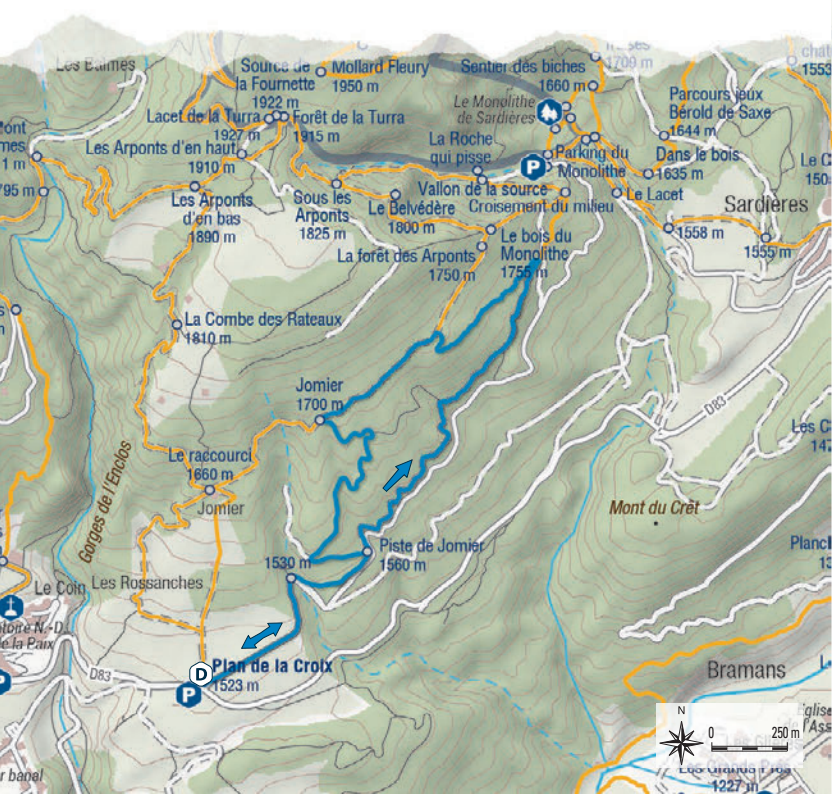 Les Balmes
Source de
la Fournette
1922 m
Mollard Fleury
1950 m
Sentier des biches
1660 m
1709 m
1553
Le Monolithe
de Sardières
Parcours jeux
Bérold de Saxe
1644 m
Lacet de la Turra
1927 m
Forêt de la Turra
1915 m
Les Arponts d'en haut
1910 m
La Roche
qui pisse
P
Parking du
Monolithe
Dans le bois
1635 m
1 m
795 m
Les Arponts
d'en bas
1890 m
Sous les
Arponts
1825 m
Le Belvédère
1800 m
Vallon de la source
Croisement du milieu
Le Lacet
Sardières
1558 m
1555 m
La forêt des Arponts
1750 m
Le bois du
Monolithe
1755 m
La Combe des Rateaux
1810 m
Jomier
1700 m
D83
Gorges de l'Enclos
Le raccourci
1660 m
Jomier
Mont du Crêt
Piste de Jomier
1560 m
1530 m
Le Coin
Les Rossanches
D83
D
Plan de la Croix
1523 m
P
Bramans
N
0 250 m
Les Grands Prés
1227 m